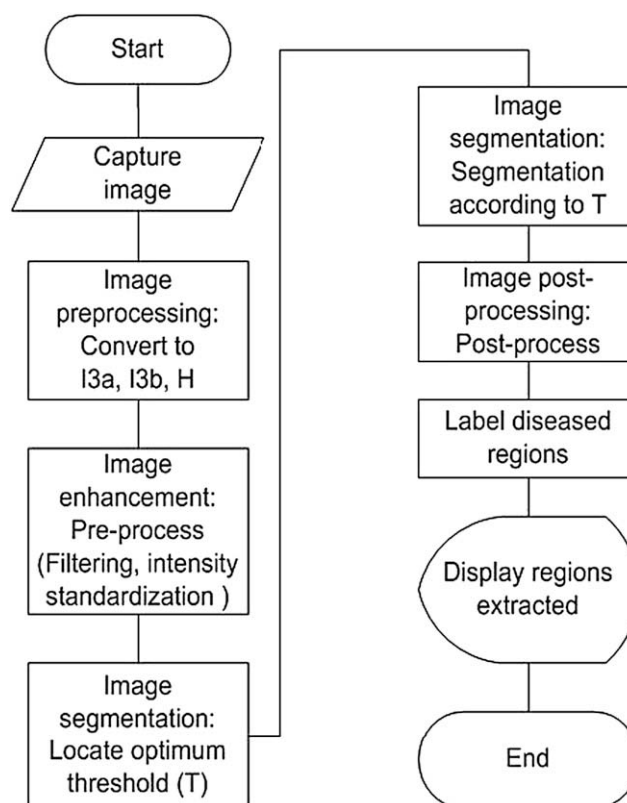 Start
Capture
image
Image
preprocessing:
Convert to
I3a, I3b, H
Image
enhancement:
Pre-process
(Filtering, intensity
standardization )
Image
segmentation:
Locate optimum
threshold (T)
Image
segmentation:
Segmentation
according to T
Image post-
processing:
Post-process
Label diseased
regions
Display regions
extracted
End